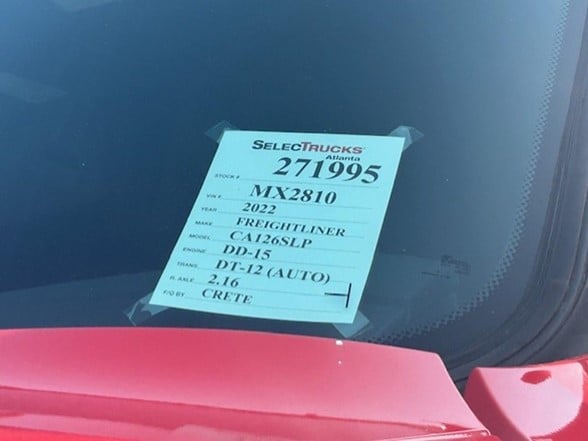 SELECTRUCKS
Atlanta
STOCK # 271995
VIN # MX2810
YEAR 2022
MAKE FREIGHTLINER
MODEL CA126SLP
ENGINE DD-15
TRANS. DT-12 (AUTO)
R. AXLE 2.16
F/O BY CRETE